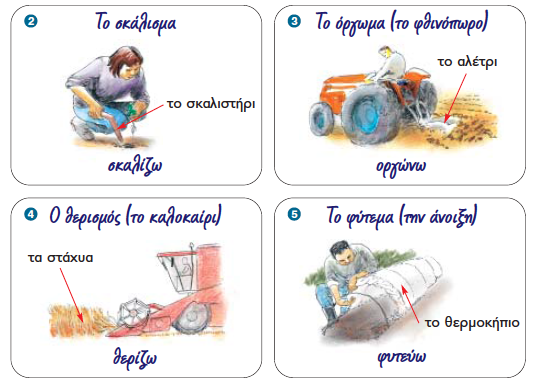 2 Το σκάλισμα
το σκαλιστήρι
σκαλίζω
3 Το όργωμα (το φθινόπωρο)
το αλέτρι
οργώνω
4 Ο θερισμός (το καλοκαίρι)
τα στάχυα
θερίζω
5 Το φύτεμα (την άνοιξη)
το θερμοκήπιο
φυτεύω